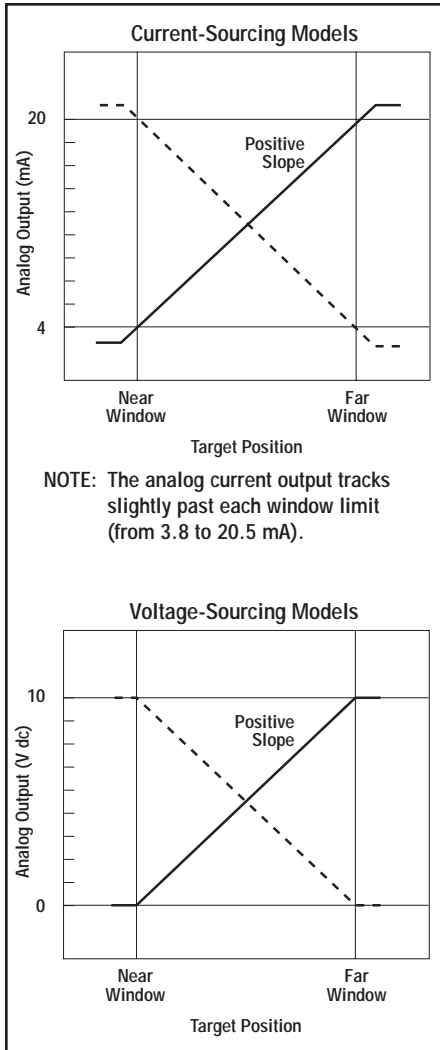 Current-Sourcing Models
20
Positive
Slope
Analog Output (mA)
4
Near
Window
Far
Window
Target Position
NOTE: The analog current output tracks
slightly past each window limit
(from 3.8 to 20.5 mA).
Voltage-Sourcing Models
10
Positive
Slope
Analog Output (V dc)
0
Near
Window
Far
Window
Target Position